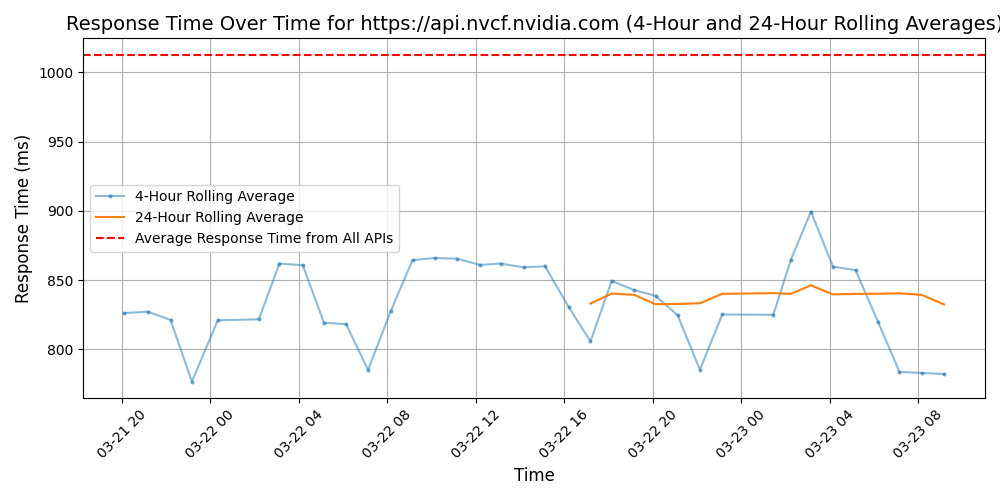 Response Time Over Time for https://api.nvcf.nvidia.com (4-Hour and 24-Hour Rolling Averages)
Response Time (ms)
1000
950
900
850
800
4-Hour Rolling Average
24-Hour Rolling Average
Average Response Time from All APIs
03-21 20
03-22 00
03-22 04
03-22 08
03-22 12
03-22 16
03-22 20
03-23 00
03-23 04
03-23 08
Time